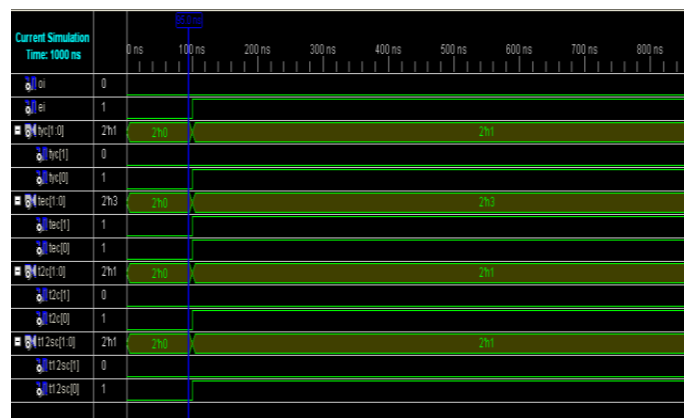 95.0 ns
Current Simulation
Time: 1000 ns
0 ns 100 ns 200 ns 300 ns 400 ns 500 ns 600 ns 700 ns 800 ns
oi 0
ei 1
tyc[1:0] 2'h1 2'h0 2'h1
tyc[1] 0
tyc[0] 1
tec[1:0] 2'h3 2'h0 2'h3
tec[1] 1
tec[0] 1
t2c[1:0] 2'h1 2'h0 2'h1
t2c[1] 0
t2c[0] 1
t12sc[1:0] 2'h1 2'h0 2'h1
t12sc[1] 0
t12sc[0] 1